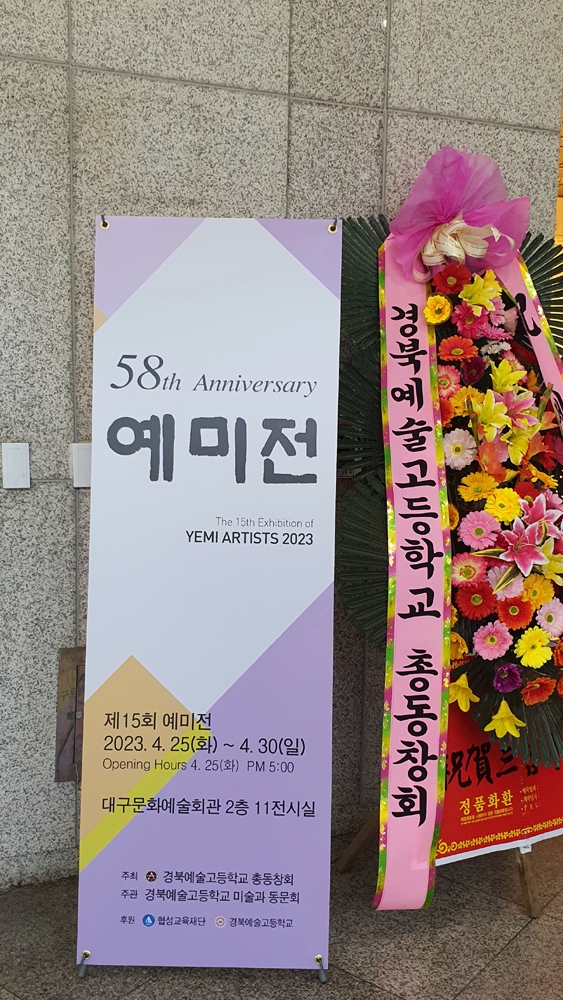 58th Anniversary
예미전
The 15th Exhibition of
YEMI ARTISTS 2023
제15회 예미전
2023. 4. 25(화) ~ 4. 30(일)
Opening Hours 4. 25(화) PM 5:00
대구문화예술회관 2층 11전시실
주최 경북예술고등학교 총동창회
주관 경북예술고등학교 미술과 동문회
후원 협성교육재단 경북예술고등학교
경북예술고등학교 총동창회
祝賀
정품화환